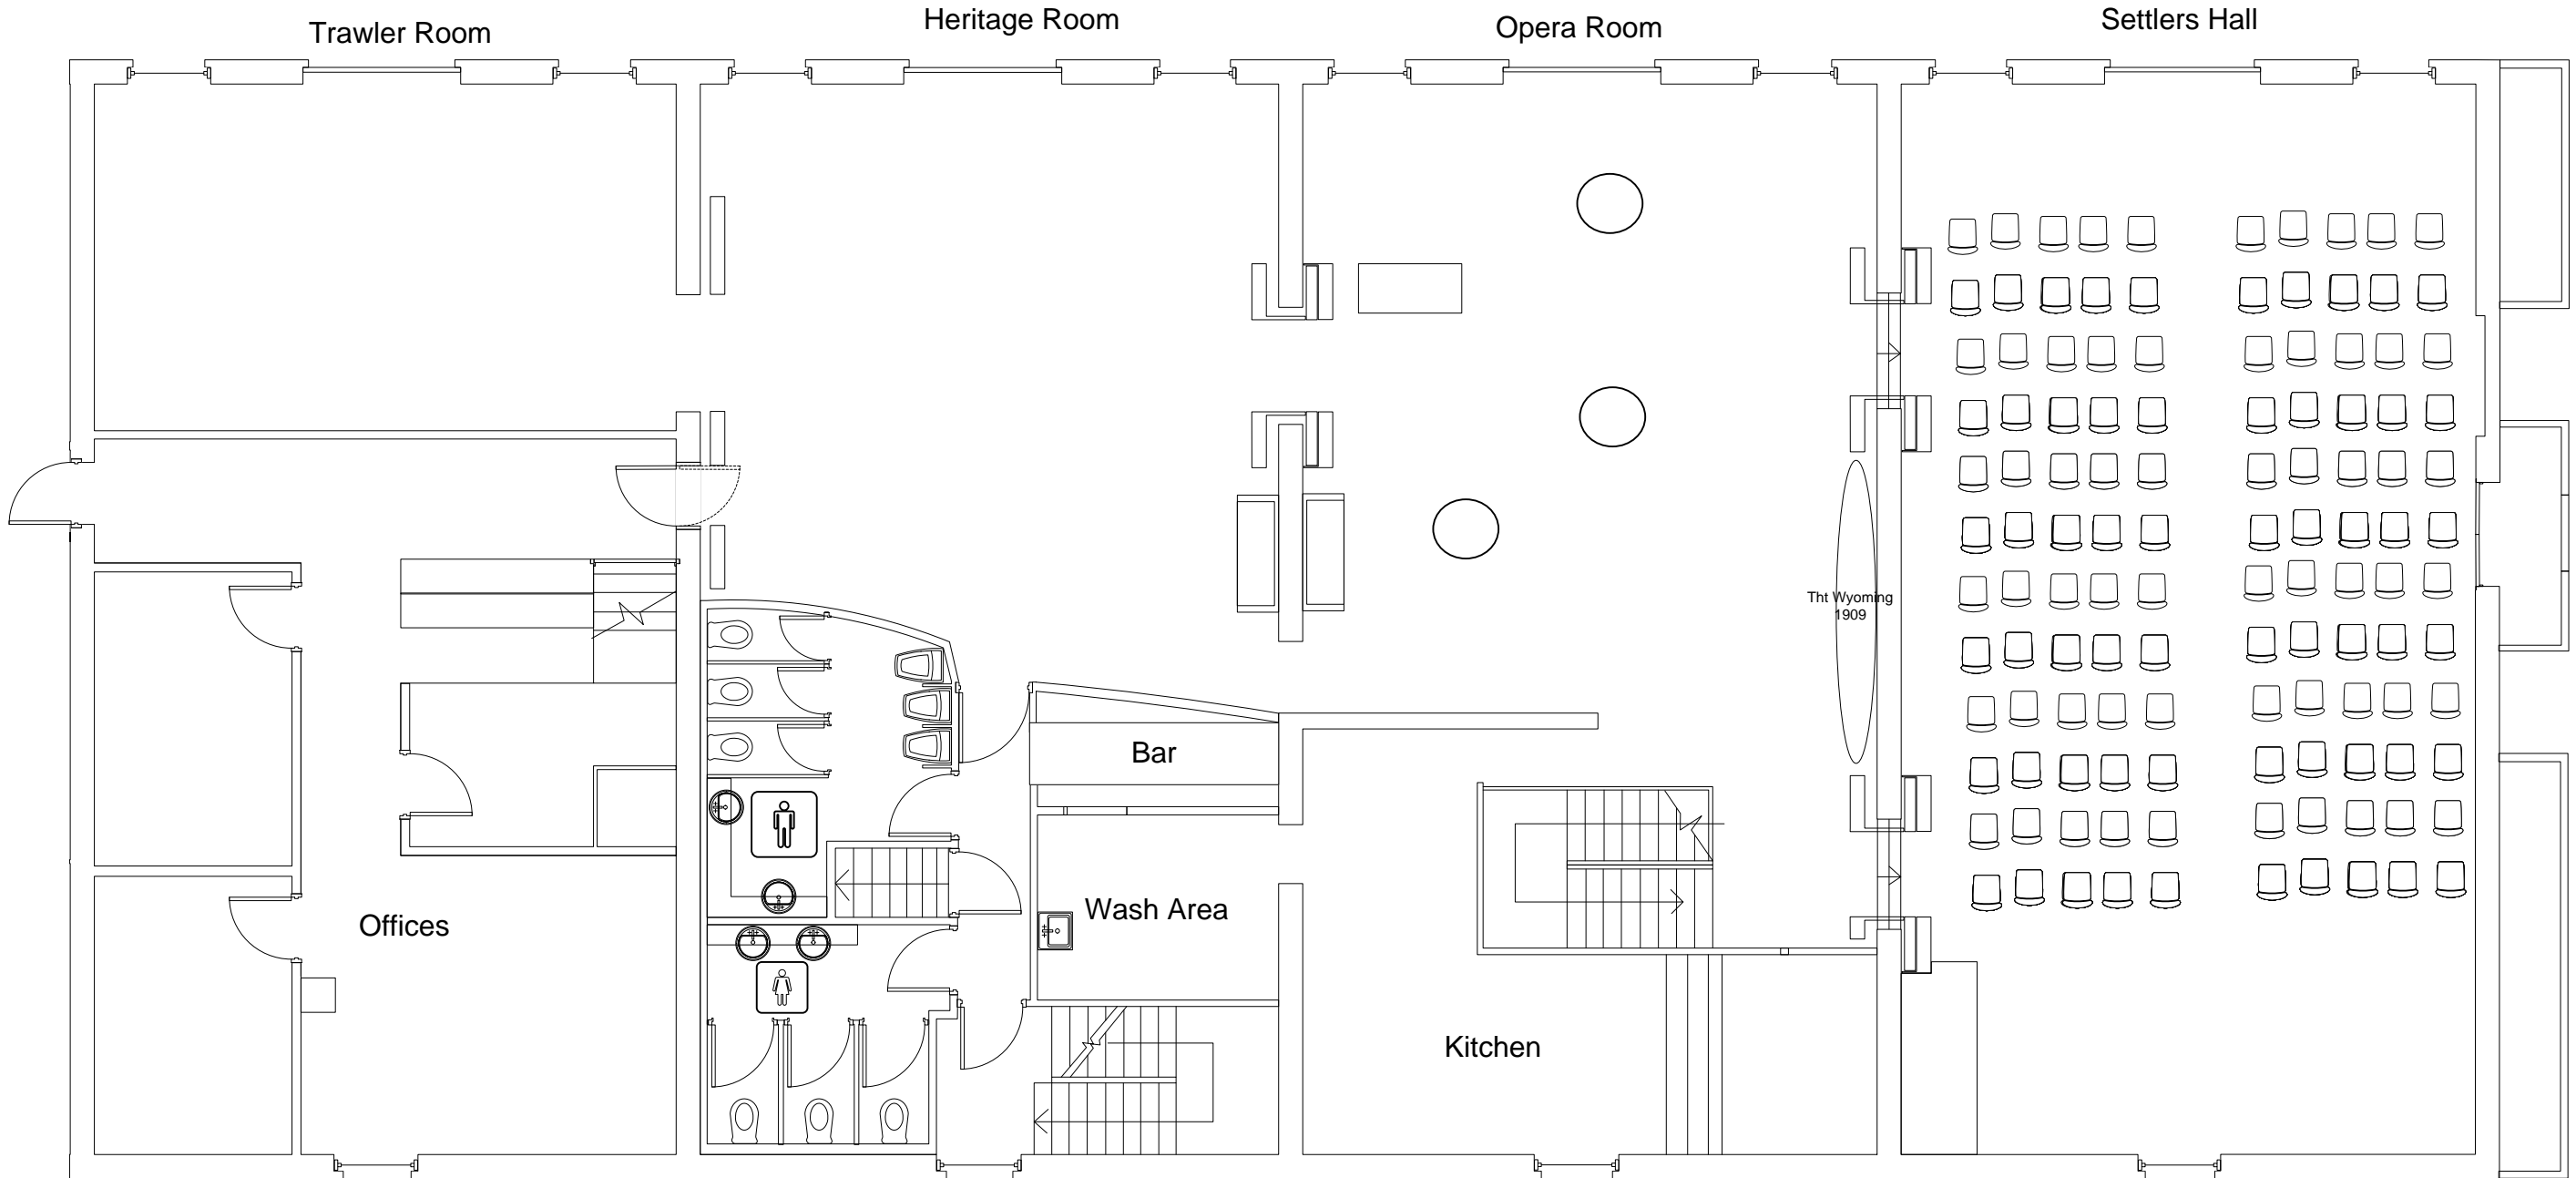 Trawler Room
Heritage Room
Opera Room
Settlers Hall
Tht Wyoming
1909
Bar
Wash Area
Offices
Kitchen